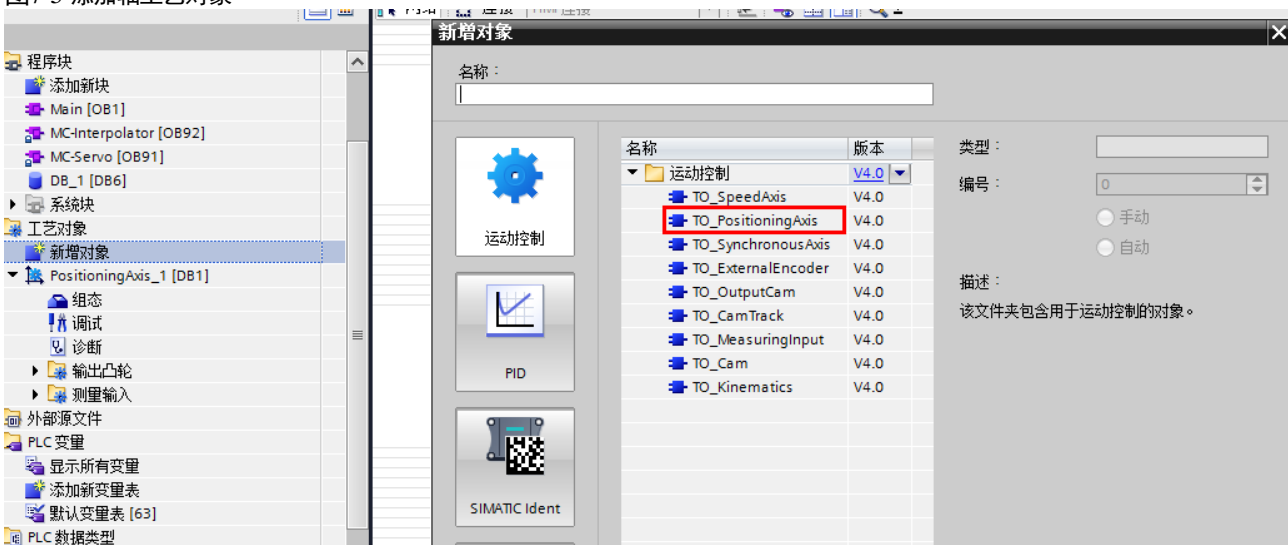 新增对象
程序块
添加新块
Main [OB1]
MC-Interpolator [OB92]
MC-Servo [OB91]
DB_1 [DB6]
系统块
工艺对象
新增对象
PositioningAxis_1 [DB1]
组态
调试
诊断
输出凸轮
测量输入
外部源文件
PLC 变量
显示所有变量
添加新变量表
默认变量表 [63]
PLC 数据类型
名称：
运动控制
PID
SIMATIC Ident
名称 版本
运动控制 V4.0
TO_SpeedAxis V4.0
TO_PositioningAxis V4.0
TO_SynchronousAxis V4.0
TO_ExternalEncoder V4.0
TO_OutputCam V4.0
TO_CamTrack V4.0
TO_MeasuringInput V4.0
TO_Cam V4.0
TO_Kinematics V4.0
类型：
编号： 0
手动
自动
描述：
该文件夹包含用于运动控制的对象。